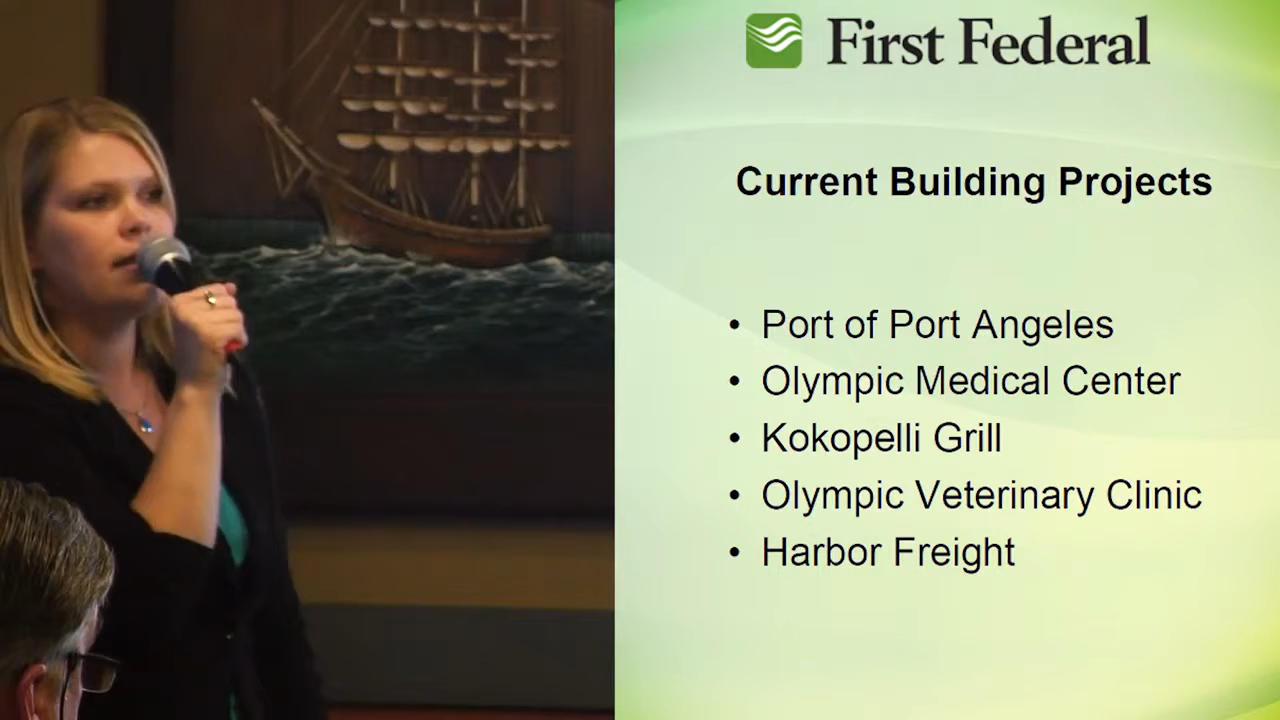 First Federal
Current Building Projects
• Port of Port Angeles
• Olympic Medical Center
• Kokopelli Grill
• Olympic Veterinary Clinic
• Harbor Freight